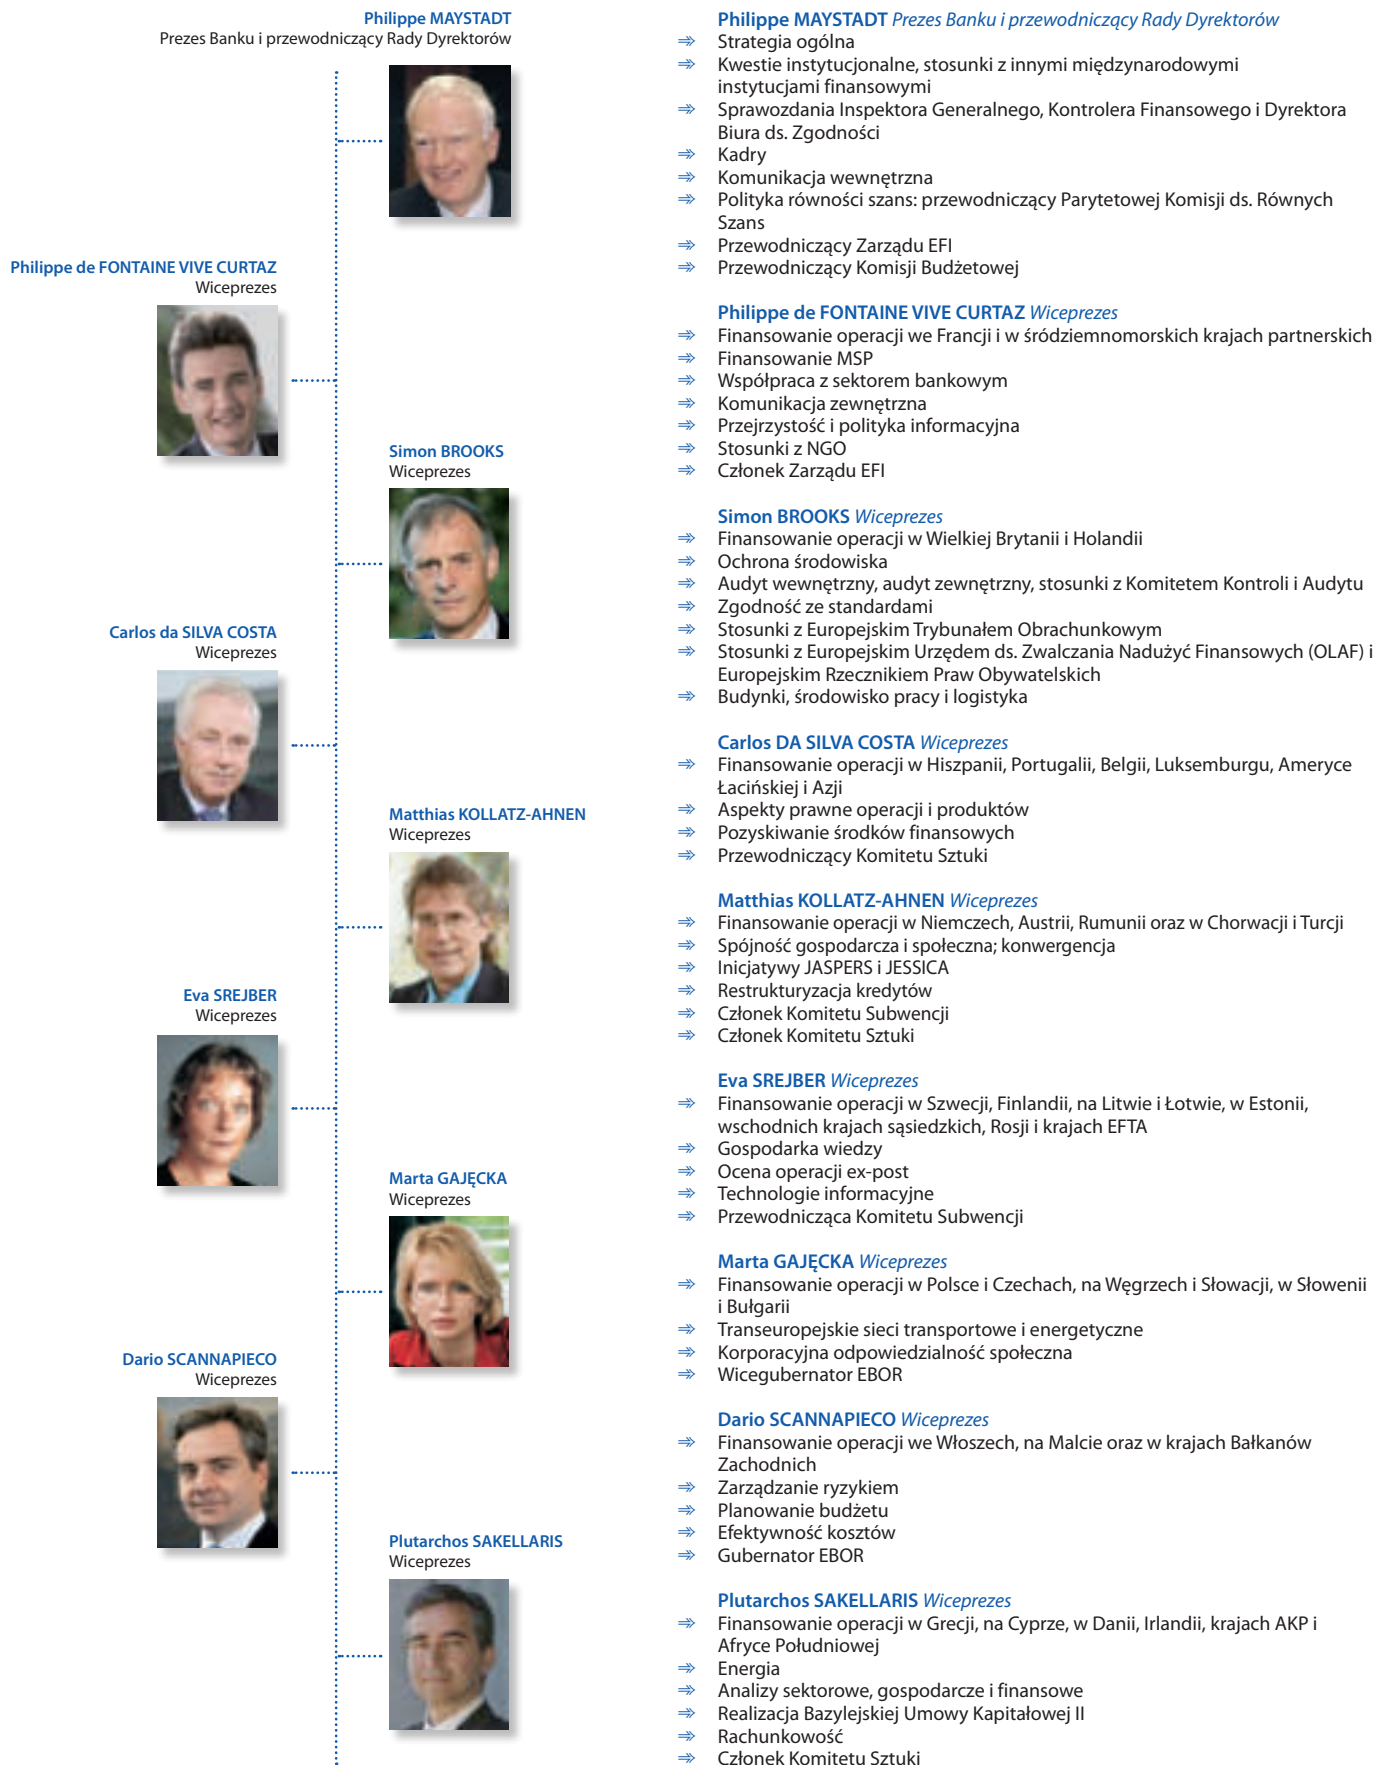 Philippe MAYSTADT
Prezes Banku i przewodniczący Rady Dyrektorów
Philippe de FONTAINE VIVE CURTAZ
Wiceprezes
Simon BROOKS
Wiceprezes
Carlos da SILVA COSTA
Wiceprezes
Matthias KOLLATZ-AHNEN
Wiceprezes
Eva SREJBER
Wiceprezes
Marta GAJĘCKA
Wiceprezes
Dario SCANNAPIECO
Wiceprezes
Plutarchos SAKELLARIS
Wiceprezes
Philippe MAYSTADT Prezes Banku i przewodniczący Rady Dyrektorów
⇒ Strategia ogólna
⇒ Kwestie instytucjonalne, stosunki z innymi międzynarodowymi
instytucjami finansowymi
⇒ Sprawozdania Inspektora Generalnego, Kontrolera Finansowego i Dyrektora
Biura ds. Zgodności
⇒ Kadry
⇒ Komunikacja wewnętrzna
⇒ Polityka równości szans: przewodniczący Parytetowej Komisji ds. Równych
Szans
⇒ Przewodniczący Zarządu EFI
⇒ Przewodniczący Komisji Budżetowej
Philippe de FONTAINE VIVE CURTAZ Wiceprezes
⇒ Finansowanie operacji we Francji i w śródziemnomorskich krajach partnerskich
⇒ Finansowanie MSP
⇒ Współpraca z sektorem bankowym
⇒ Komunikacja zewnętrzna
⇒ Przejrzystość i polityka informacyjna
⇒ Stosunki z NGO
⇒ Członek Zarządu EFI
Simon BROOKS Wiceprezes
⇒ Finansowanie operacji w Wielkiej Brytanii i Holandii
⇒ Ochrona środowiska
⇒ Audyt wewnętrzny, audyt zewnętrzny, stosunki z Komitetem Kontroli i Audytu
⇒ Zgodność ze standardami
⇒ Stosunki z Europejskim Trybunałem Obrachunkowym
⇒ Stosunki z Europejskim Urzędem ds. Zwalczania Nadużyć Finansowych (OLAF) i
Europejskim Rzecznikiem Praw Obywatelskich
⇒ Budynki, środowisko pracy i logistyka
Carlos DA SILVA COSTA Wiceprezes
⇒ Finansowanie operacji w Hiszpanii, Portugalii, Belgii, Luksemburgu, Ameryce
Łacińskiej i Azji
⇒ Aspekty prawne operacji i produktów
⇒ Pozyskiwanie środków finansowych
⇒ Przewodniczący Komitetu Sztuki
Matthias KOLLATZ-AHNEN Wiceprezes
⇒ Finansowanie operacji w Niemczech, Austrii, Rumunii oraz w Chorwacji i Turcji
⇒ Spójność gospodarcza i społeczna; konwergencja
⇒ Inicjatywy JASPERS i JESSICA
⇒ Restrukturyzacja kredytów
⇒ Członek Komitetu Subwencji
⇒ Członek Komitetu Sztuki
Eva SREJBER Wiceprezes
⇒ Finansowanie operacji w Szwecji, Finlandii, na Litwie i Łotwie, w Estonii,
wschodnich krajach sąsiedzkich, Rosji i krajach EFTA
⇒ Gospodarka wiedzy
⇒ Ocena operacji ex-post
⇒ Technologie informacyjne
⇒ Przewodnicząca Komitetu Subwencji
Marta GAJĘCKA Wiceprezes
⇒ Finansowanie operacji w Polsce i Czechach, na Węgrzech i Słowacji, w Słowenii
i Bułgarii
⇒ Transeuropejskie sieci transportowe i energetyczne
⇒ Korporacyjna odpowiedzialność społeczna
⇒ Wicegubernator EBOR
Dario SCANNAPIECO Wiceprezes
⇒ Finansowanie operacji we Włoszech, na Malcie oraz w krajach Bałkanów
Zachodnich
⇒ Zarządzanie ryzykiem
⇒ Planowanie budżetu
⇒ Efektywność kosztów
⇒ Gubernator EBOR
Plutarchos SAKELLARIS Wiceprezes
⇒ Finansowanie operacji w Grecji, na Cyprze, w Danii, Irlandii, krajach AKP i
Afryce Południowej
⇒ Energia
⇒ Analizy sektorowe, gospodarcze i finansowe
⇒ Realizacja Bazylejskiej Umowy Kapitałowej II
⇒ Rachunkowość
⇒ Członek Komitetu Sztuki